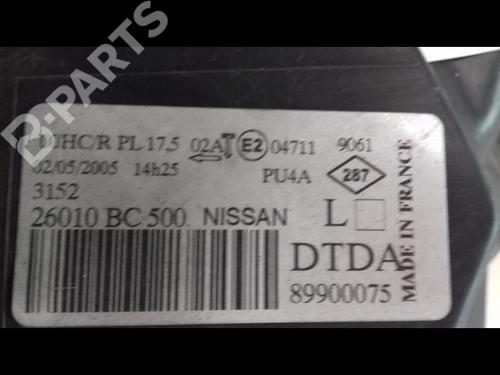 B-PARTS
00HC/R PL 17,5 02A E2 04711 9061
02/05/2005 14h25 PU4A 287
3152
26010 BC 500 NISSAN L
DTDA
89900075
MADE IN FRANCE